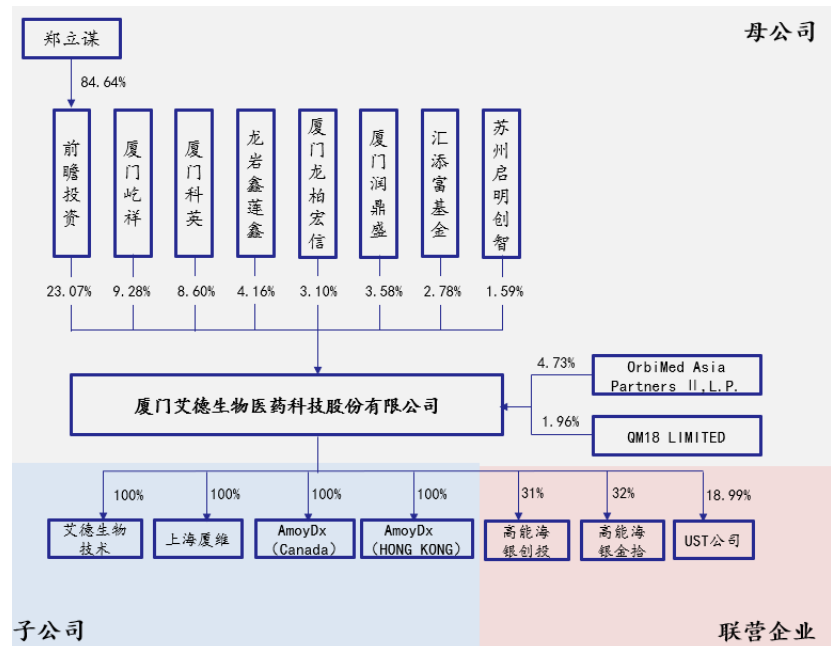 母公司
郑立谋
84.64%
前瞻投资
厦门屹祥
厦门科英
龙岩鑫莲鑫
厦门龙柏宏信
厦门润鼎盛
汇添富基金
苏州启明创智
23.07%
9.28%
8.60%
4.16%
3.10%
3.58%
2.78%
1.59%
4.73%
OrbiMed Asia
Partners Ⅱ,L.P.
厦门艾德生物医药科技股份有限公司
1.96%
QM18 LIMITED
100%
100%
100%
100%
31%
32%
18.99%
艾德生物
技术
上海厦维
AmoyDx
(Canada)
AmoyDx
(HONG KONG)
高能海
银创投
高能海
银金拾
UST公司
子公司
联营企业